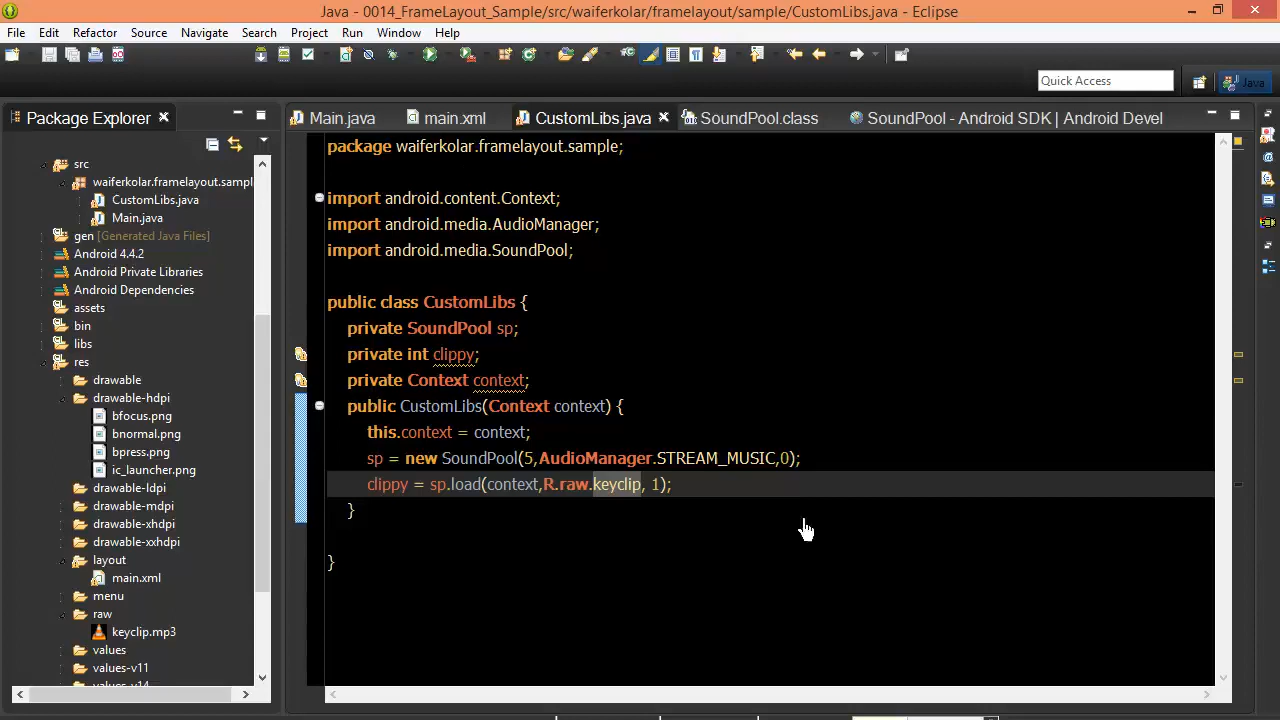 Java - 0014_FrameLayout_Sample/src/waiferkolar/framelayout/sample/CustomLibs.java - Eclipse
File Edit Refactor Source Navigate Search Project Run Window Help
Quick Access
Java
Package Explorer
Main.java main.xml CustomLibs.java SoundPool.class SoundPool - Android SDK | Android Devel
src
waiferkolar.framelayout.sampl
CustomLibs.java
Main.java
gen [Generated Java Files]
Android 4.4.2
Android Private Libraries
Android Dependencies
assets
bin
libs
res
drawable
drawable-hdpi
bfocus.png
bnormal.png
bpress.png
ic_launcher.png
drawable-ldpi
drawable-mdpi
drawable-xhdpi
drawable-xxhdpi
layout
main.xml
menu
raw
keyclip.mp3
values
values-v11
values-v14
package waiferkolar.framelayout.sample;
import android.content.Context;
import android.media.AudioManager;
import android.media.SoundPool;
public class CustomLibs {
private SoundPool sp;
private int clippy;
private Context context;
public CustomLibs(Context context) {
this.context = context;
sp = new SoundPool(5,AudioManager.STREAM_MUSIC,0);
clippy = sp.load(context,R.raw.keyclip, 1);
}
}